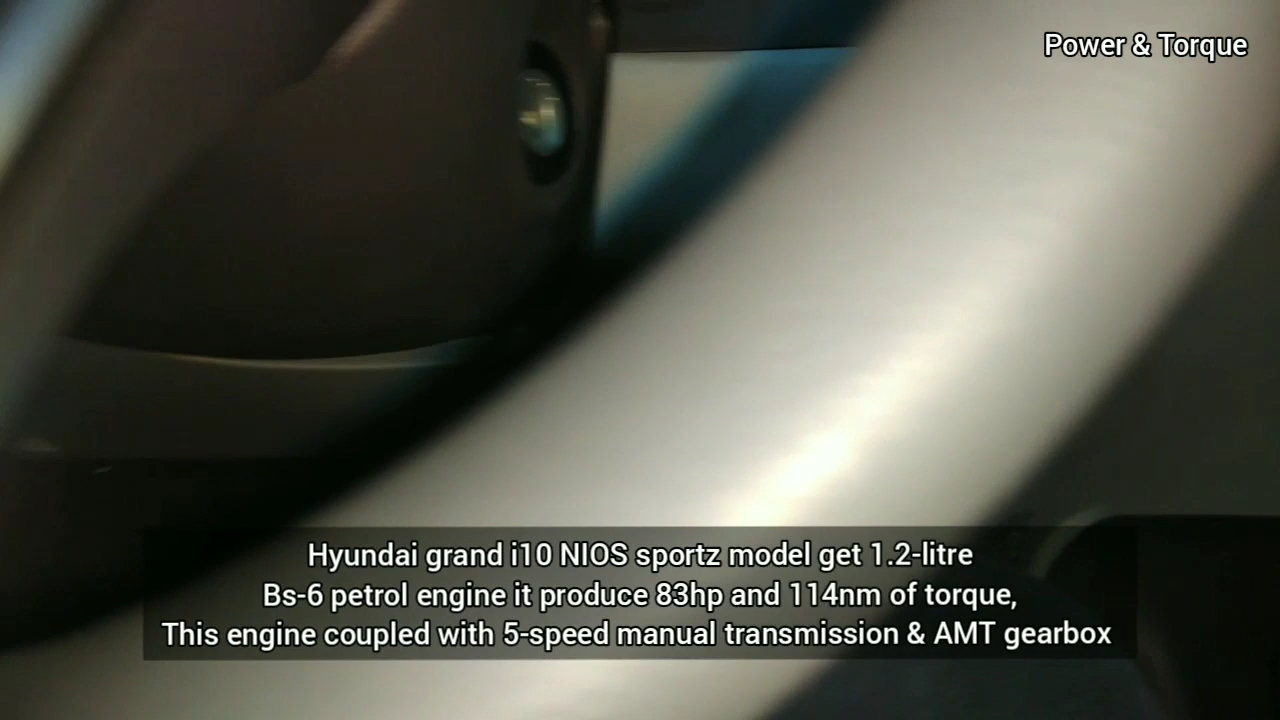 Power & Torque
Hyundai grand i10 NIOS sportz model get 1.2-litre
Bs-6 petrol engine it produce 83hp and 114nm of torque,
This engine coupled with 5-speed manual transmission & AMT gearbox